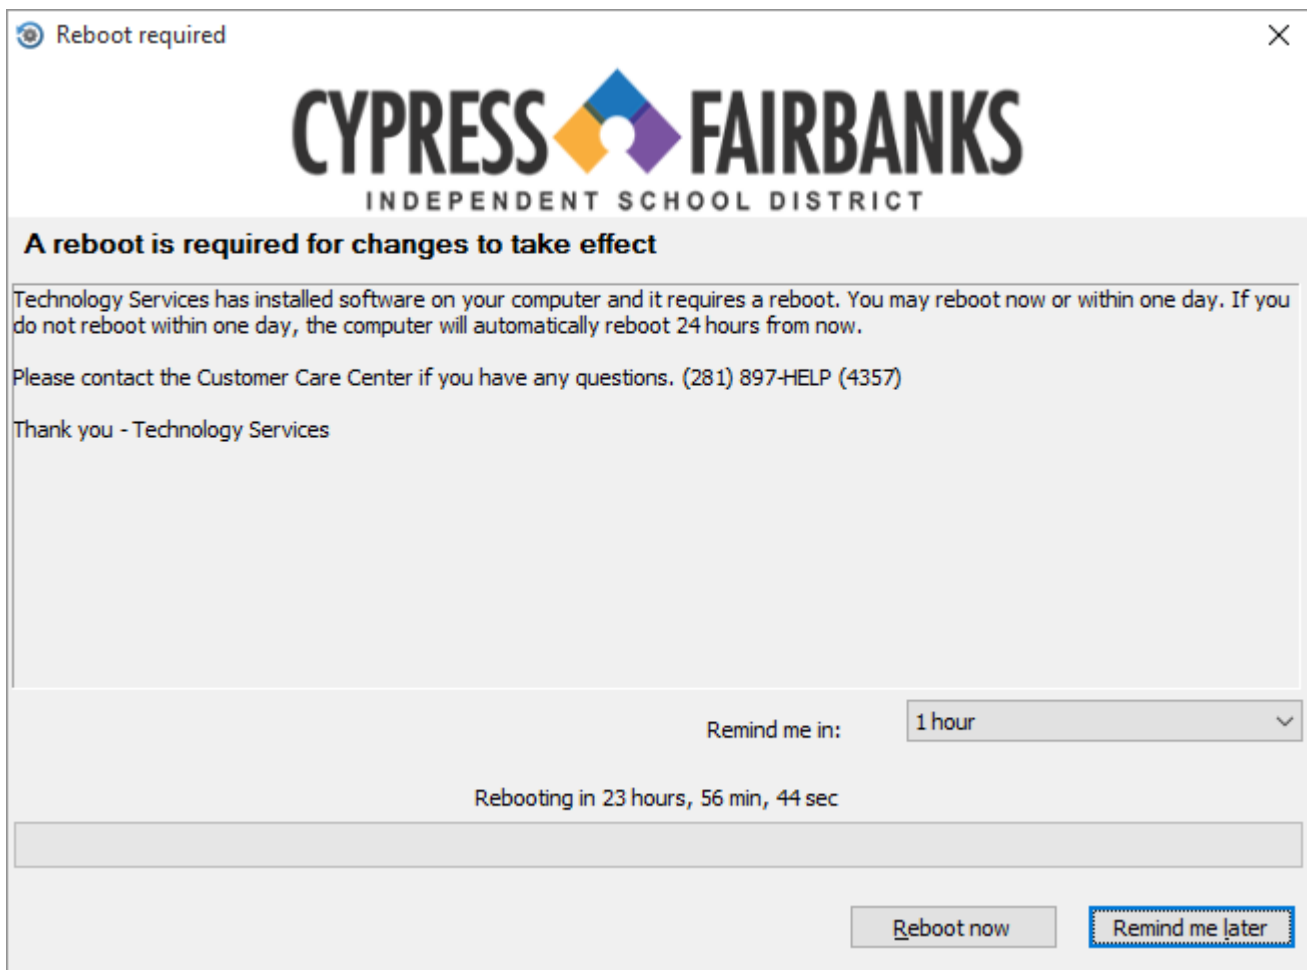 Reboot required
CYPRESS FAIRBANKS
INDEPENDENT SCHOOL DISTRICT
A reboot is required for changes to take effect
Technology Services has installed software on your computer and it requires a reboot. You may reboot now or within one day. If you
do not reboot within one day, the computer will automatically reboot 24 hours from now.
Please contact the Customer Care Center if you have any questions. (281) 897-HELP (4357)
Thank you - Technology Services
Remind me in: 1 hour
Rebooting in 23 hours, 56 min, 44 sec
Reboot now Remind me later